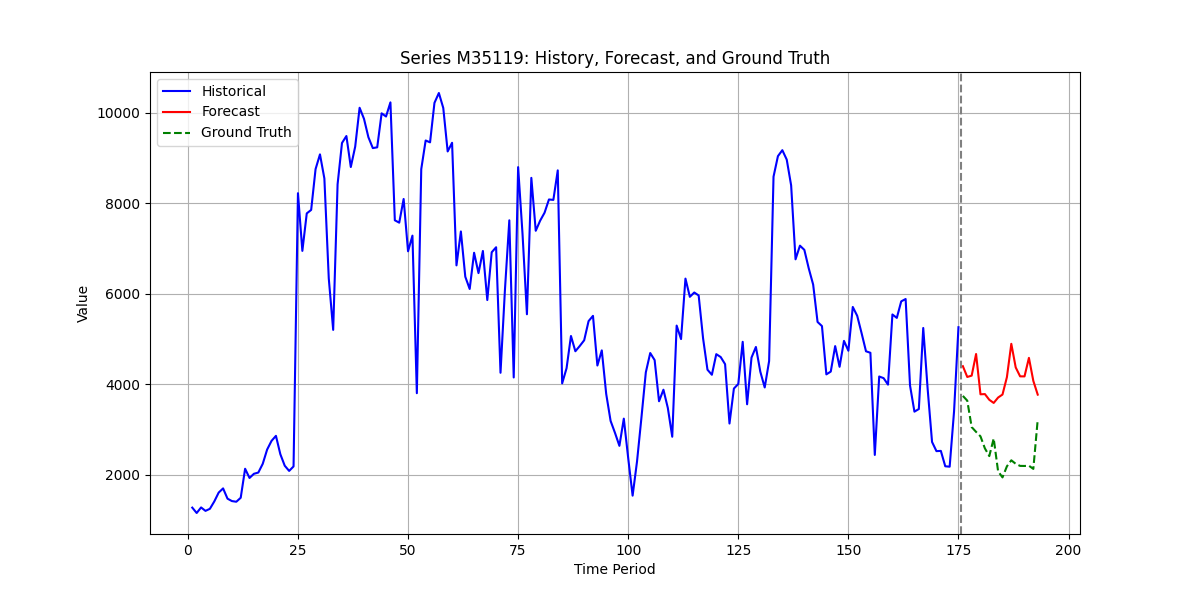 Series M35119: History, Forecast, and Ground Truth
Historical
Forecast
Ground Truth
10000
8000
6000
4000
2000
Value
0 25 50 75 100 125 150 175 200
Time Period